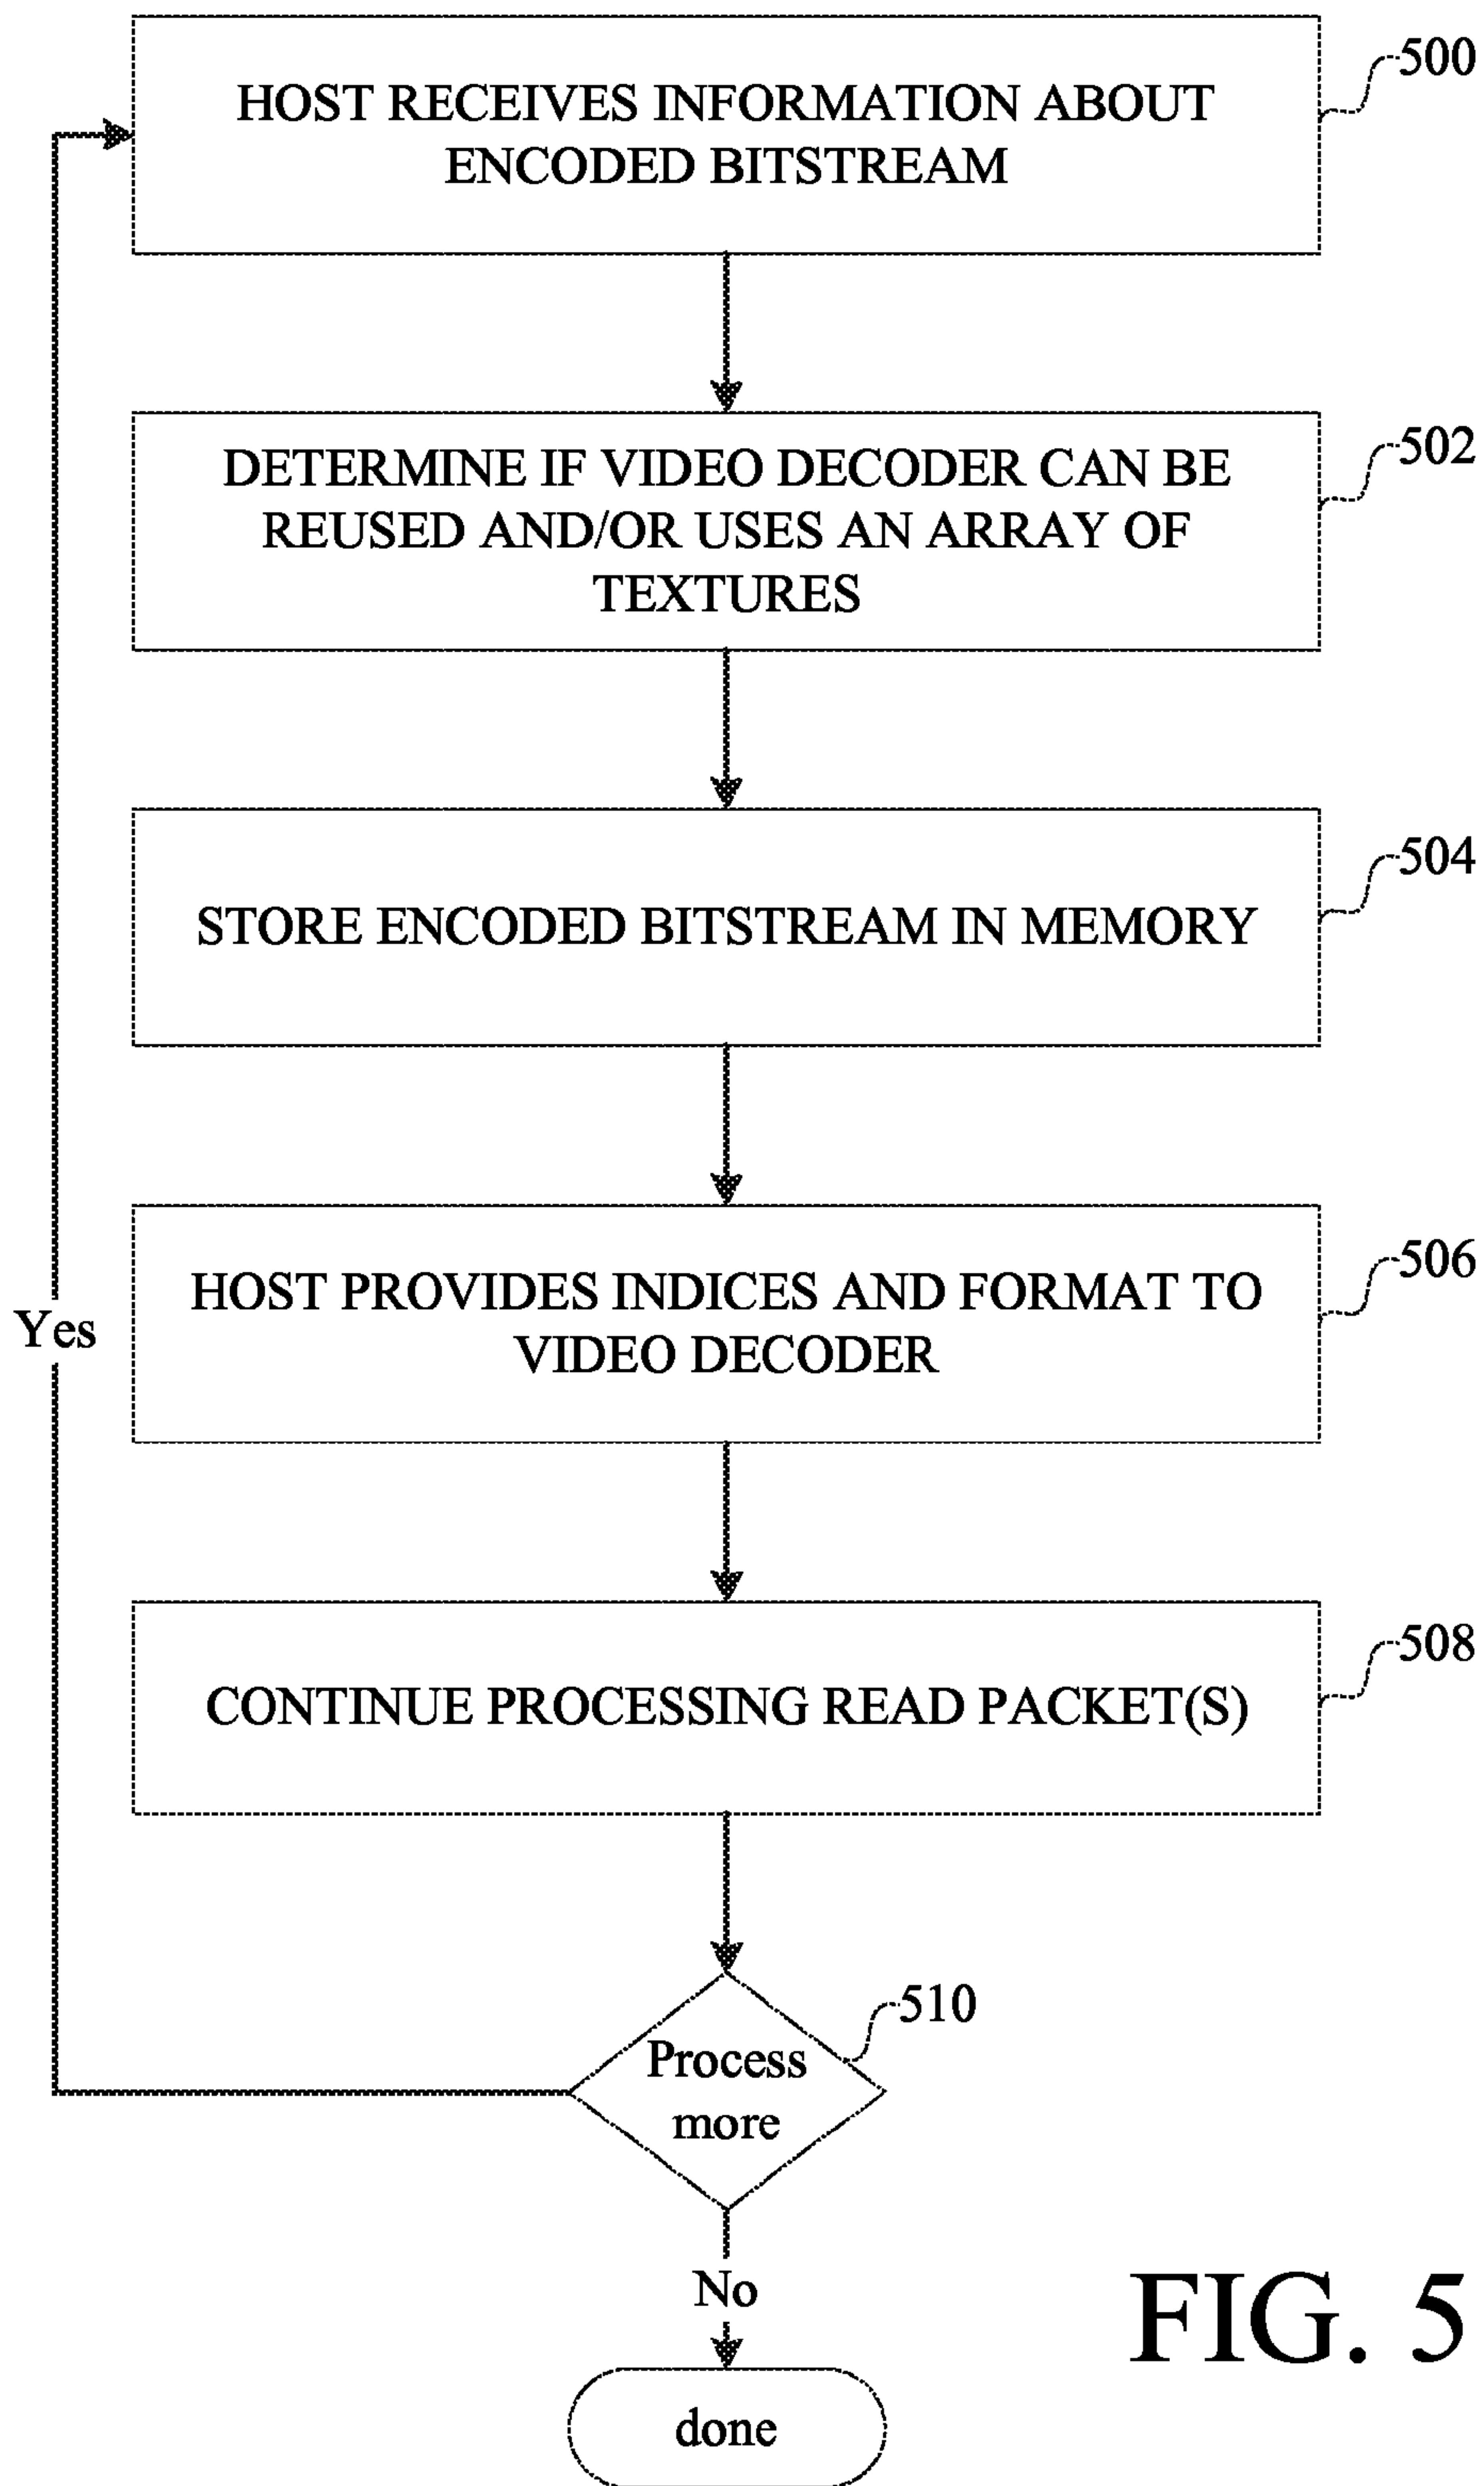 HOST RECEIVES INFORMATION ABOUT
ENCODED BITSTREAM
500
DETERMINE IF VIDEO DECODER CAN BE
REUSED AND/OR USES AN ARRAY OF
TEXTURES
502
STORE ENCODED BITSTREAM IN MEMORY
504
HOST PROVIDES INDICES AND FORMAT TO
VIDEO DECODER
506
Yes
CONTINUE PROCESSING READ PACKET(S)
508
Process
more
510
No
done
FIG. 5